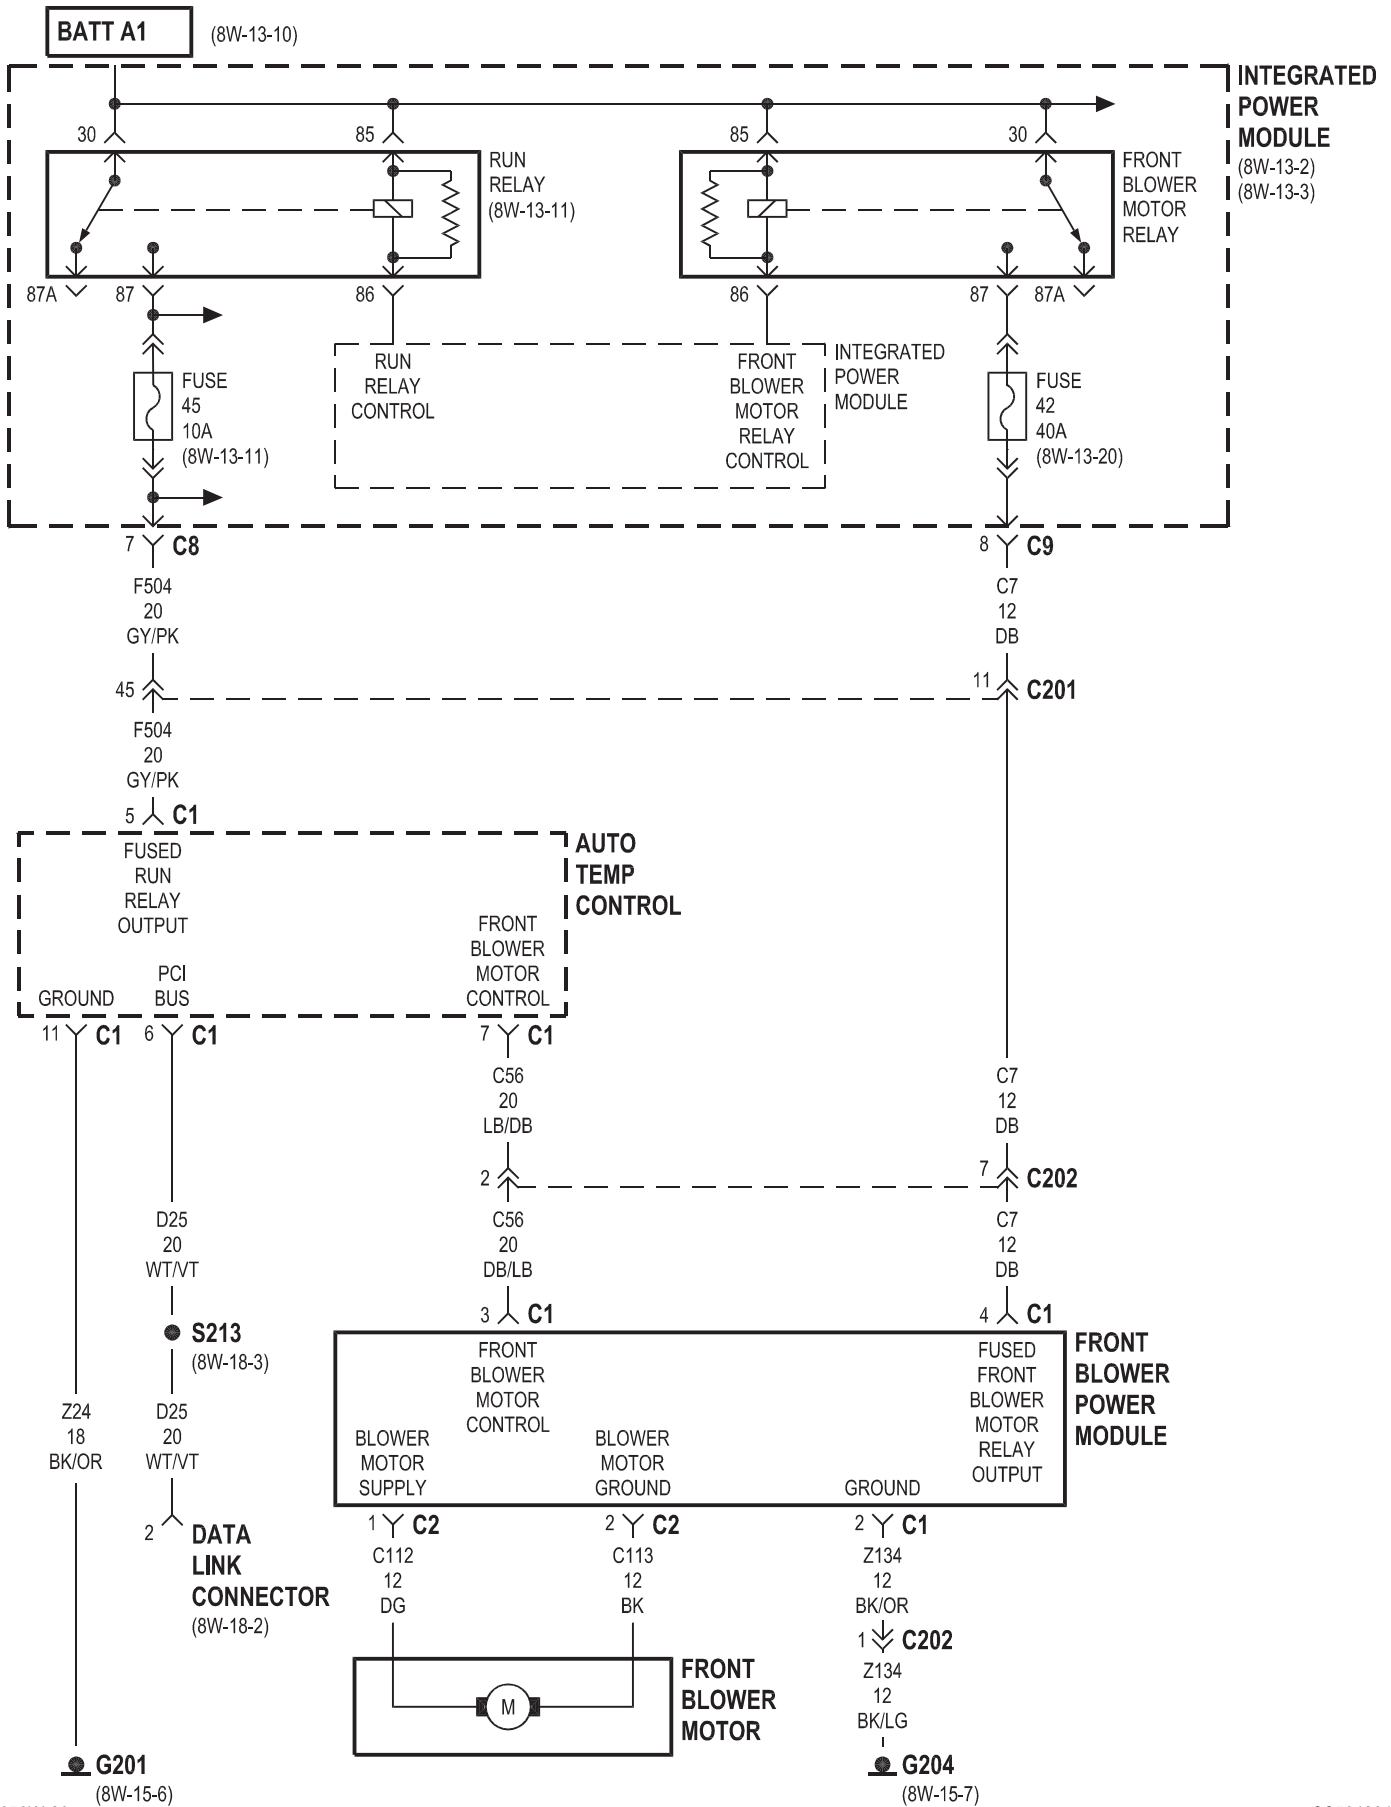 BATT A1
(8W-13-10)
INTEGRATED
POWER
MODULE
(8W-13-2)
(8W-13-3)
30
85
RUN
RELAY
(8W-13-11)
85
30
FRONT
BLOWER
MOTOR
RELAY
87A
87
86
86
87
87A
FUSE
45
10A
(8W-13-11)
RUN
RELAY
CONTROL
FRONT
BLOWER
MOTOR
RELAY
CONTROL
INTEGRATED
POWER
MODULE
FUSE
42
40A
(8W-13-20)
7
C8
8
C9
F504
20
GY/PK
C7
12
DB
45
11
C201
F504
20
GY/PK
5
C1
AUTO
TEMP
CONTROL
FUSED
RUN
RELAY
OUTPUT
FRONT
BLOWER
MOTOR
CONTROL
PCI
BUS
GROUND
11
C1
6
C1
7
C1
C56
20
LB/DB
C7
12
DB
2
7
C202
D25
20
WT/VT
C56
20
DB/LB
C7
12
DB
3
C1
4
C1
S213
(8W-18-3)
FRONT
BLOWER
POWER
MODULE
FRONT
BLOWER
MOTOR
CONTROL
FUSED
FRONT
BLOWER
MOTOR
RELAY
OUTPUT
BLOWER
MOTOR
SUPPLY
BLOWER
MOTOR
GROUND
GROUND
Z24
18
BK/OR
D25
20
WT/VT
1
C2
2
C2
2
C1
2
DATA
LINK
CONNECTOR
(8W-18-2)
C112
12
DG
C113
12
BK
Z134
12
BK/OR
1
C202
Z134
12
BK/LG
M
FRONT
BLOWER
MOTOR
G201
(8W-15-6)
G204
(8W-15-7)